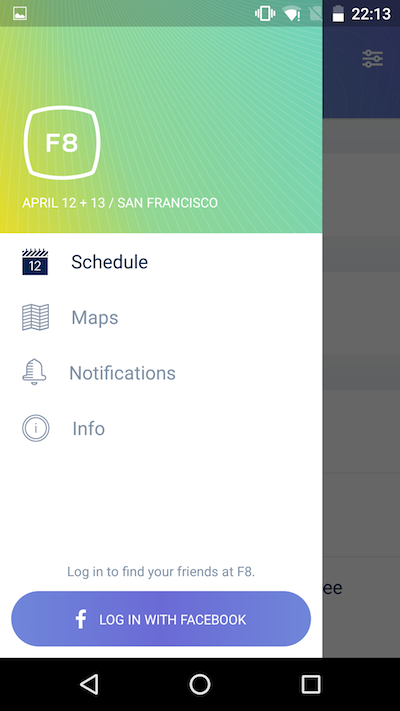 22:13
F8
APRIL 12 + 13 / SAN FRANCISCO
12
Schedule
Maps
Notifications
Info
Log in to find your friends at F8.
ee
f LOG IN WITH FACEBOOK